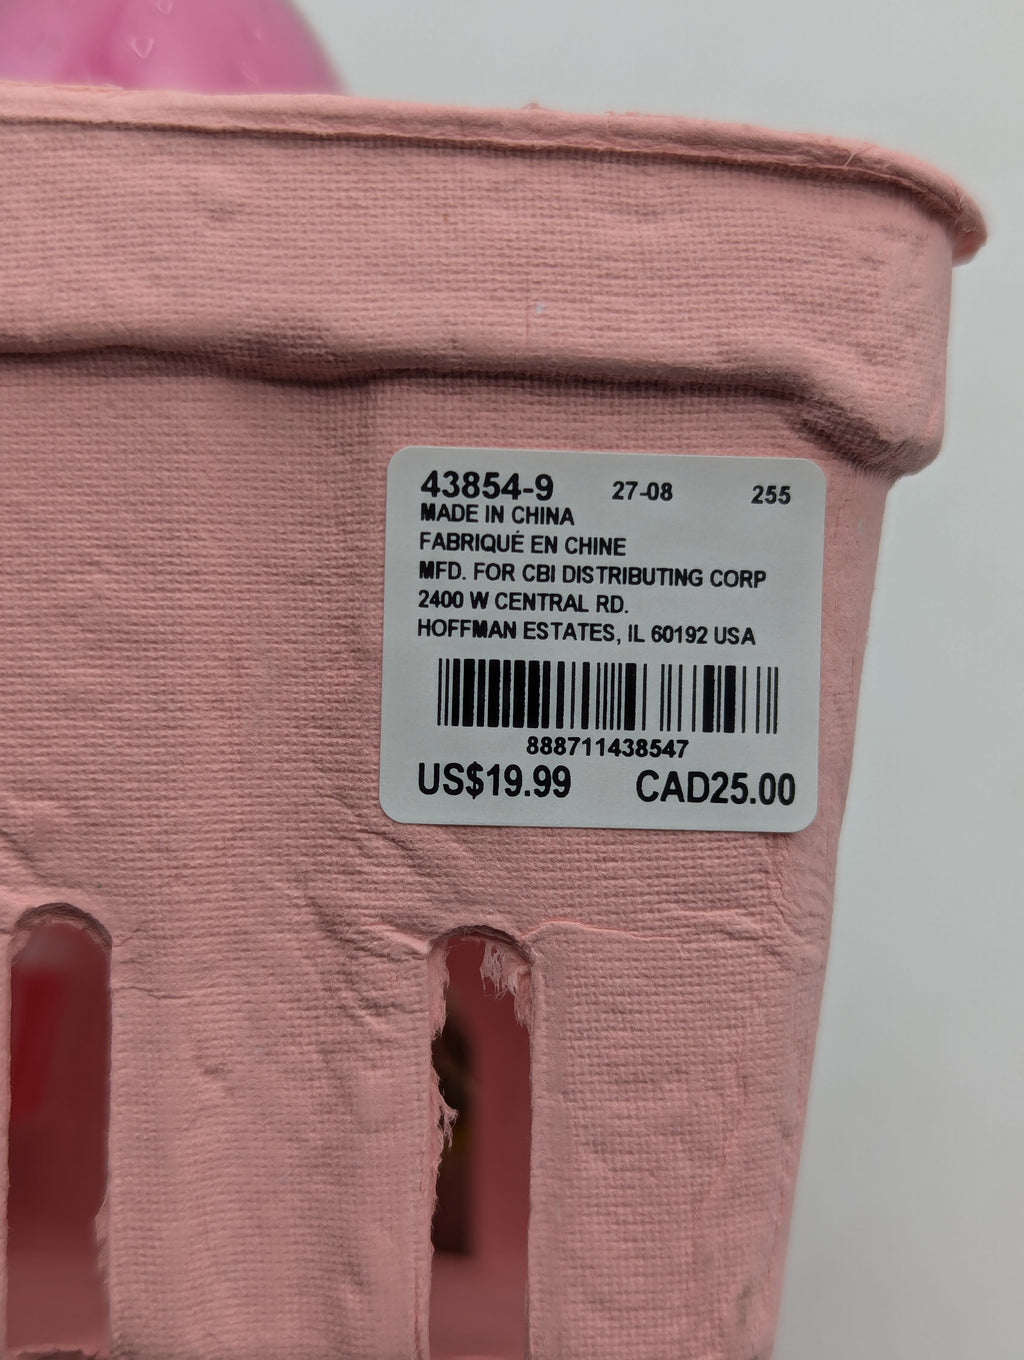 43854-9 27-08 255
MADE IN CHINA
FABRIQUÉ EN CHINE
MFD. FOR CBI DISTRIBUTING CORP
2400 W CENTRAL RD.
HOFFMAN ESTATES, IL 60192 USA
888711438547
US$19.99 CAD25.00